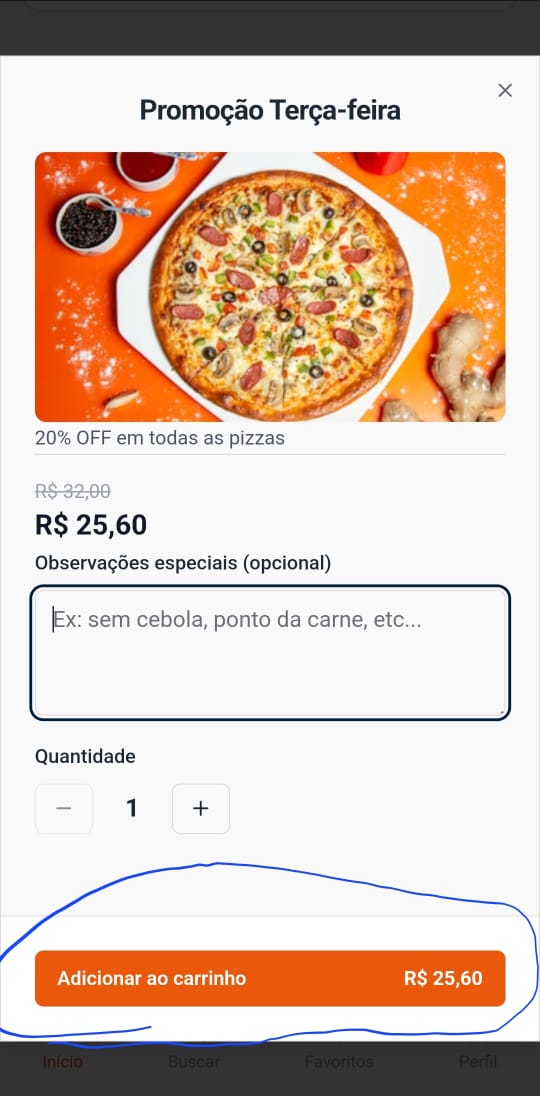 Promoção Terça-feira
20% OFF em todas as pizzas
R$ 32,00
R$ 25,60
Observações especiais (opcional)
Ex: sem cebola, ponto da carne, etc...
Quantidade
1
Adicionar ao carrinho R$ 25,60
Início Buscar Favoritos Perfil